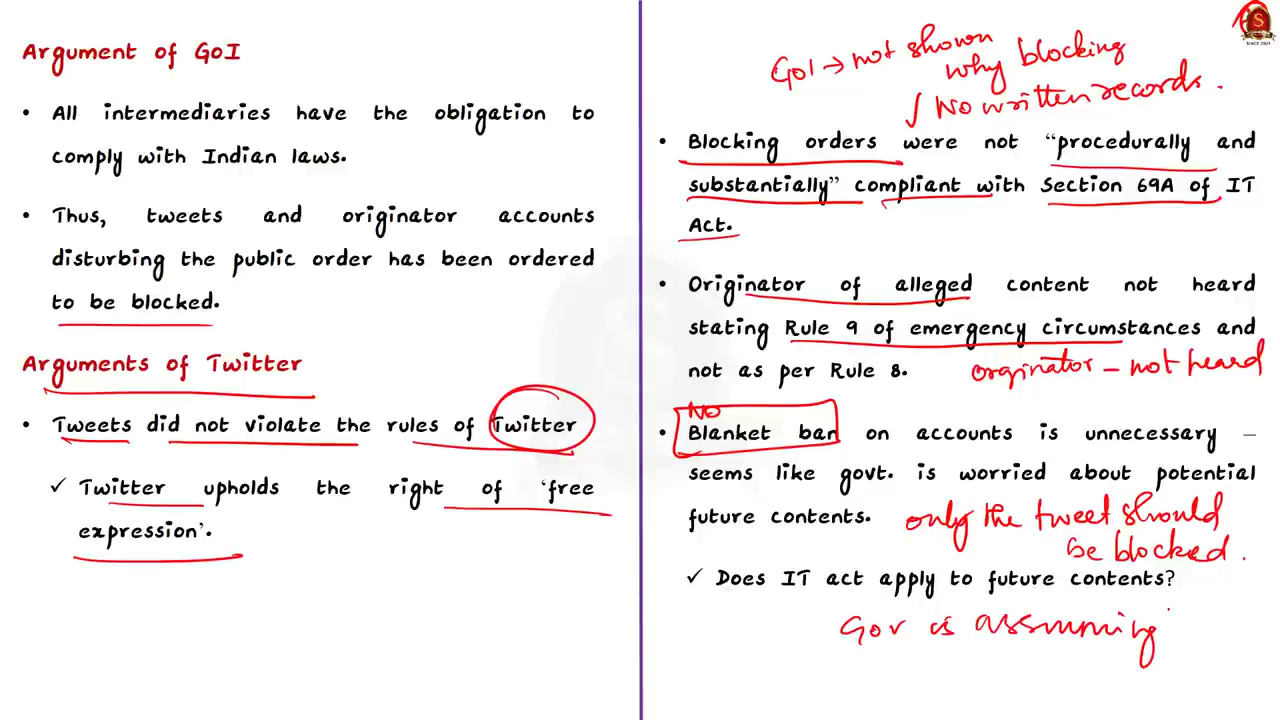 Argument of GoI
• All intermediaries have the obligation to
comply with Indian laws.
• Thus, tweets and originator accounts
disturbing the public order has been ordered
to be blocked.
Arguments of Twitter
• Tweets did not violate the rules of Twitter
✓ Twitter upholds the right of ‘free
expression’.
SINCE 2004
GoI → not shown
why blocking
No written records.
• Blocking orders were not “procedurally and
substantially” compliant with Section 69A of IT
Act.
• Originator of alleged content not heard
stating Rule 9 of emergency circumstances and
not as per Rule 8.
orginator – not heard
NO
• Blanket ban on accounts is unnecessary –
seems like govt. is worried about potential
future contents.
only the tweet should
be blocked.
✓ Does IT act apply to future contents?
Gov is assuming